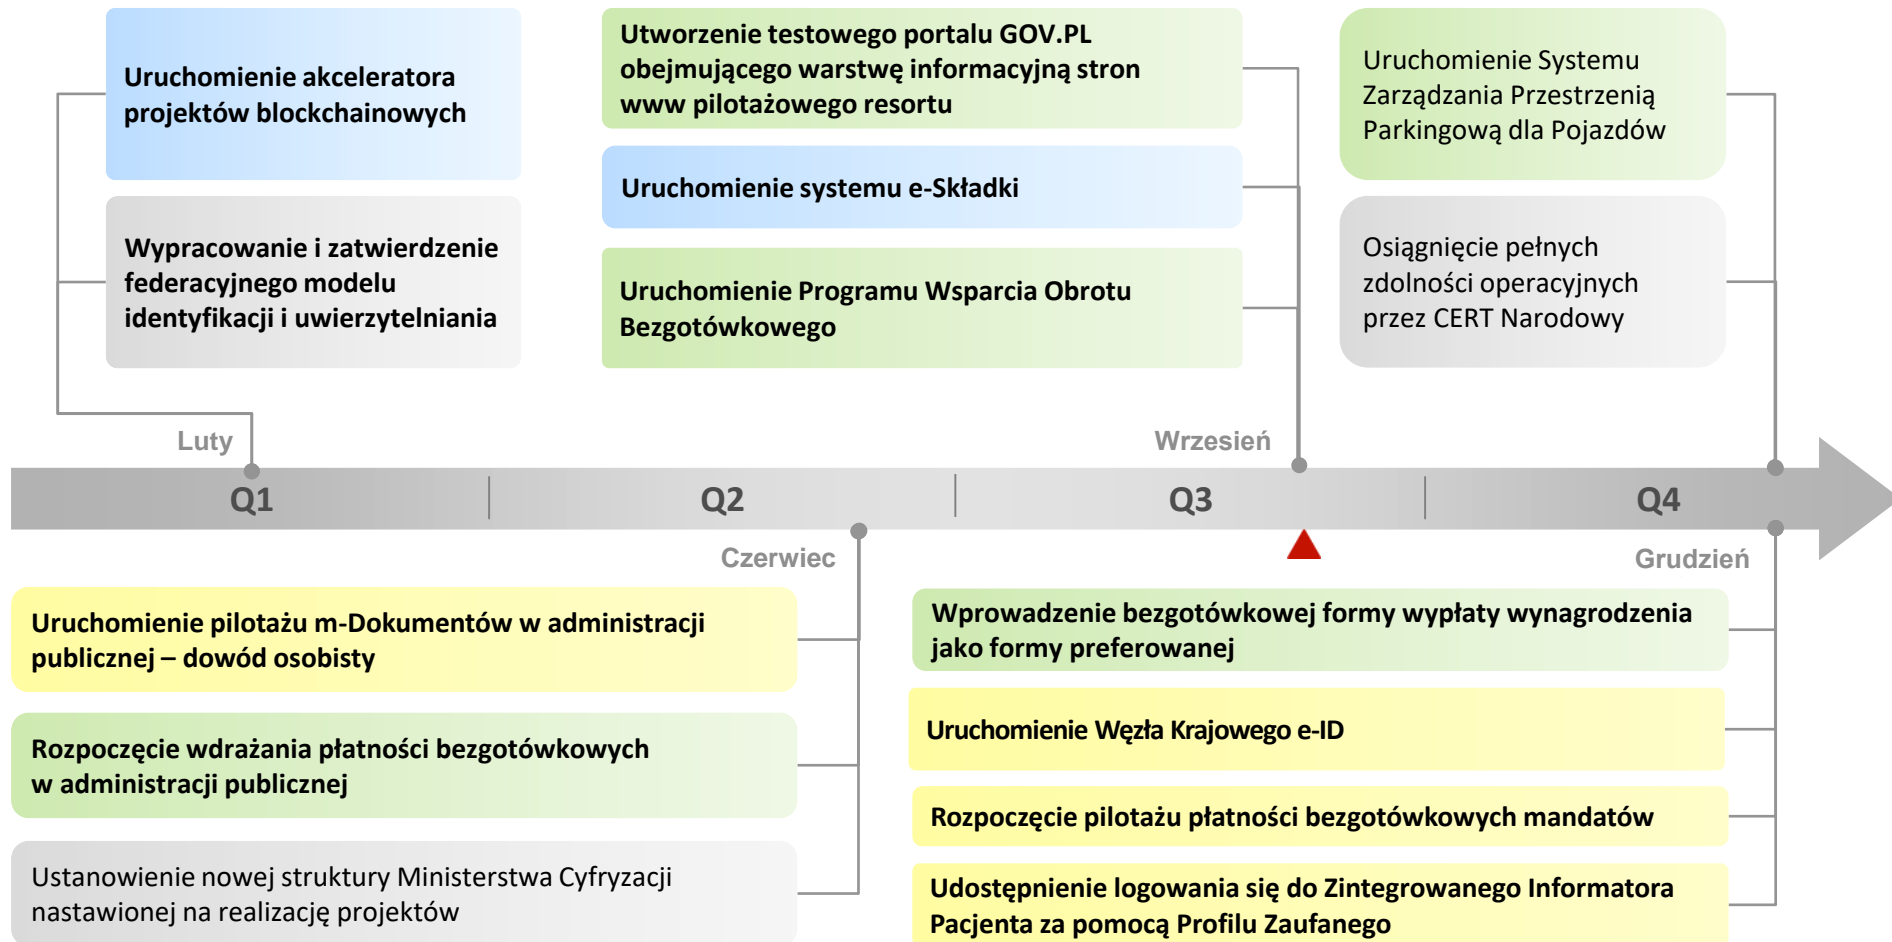 Uruchomienie akceleratora
projektów blockchainowych
Wypracowanie i zatwierdzenie
federacyjnego modelu
identyfikacji i uwierzytelniania
Utworzenie testowego portalu GOV.PL
obejmującego warstwę informacyjną stron
www pilotażowego resortu
Uruchomienie systemu e-Składki
Uruchomienie Programu Wsparcia Obrotu
Bezgotówkowego
Uruchomienie Systemu
Zarządzania Przestrzenią
Parkingową dla Pojazdów
Osiągnięcie pełnych
zdolności operacyjnych
przez CERT Narodowy
Luty
Wrzesień
Q1
Q2
Q3
Q4
Czerwiec
Grudzień
Uruchomienie pilotażu m-Dokumentów w administracji
publicznej – dowód osobisty
Rozpoczęcie wdrażania płatności bezgotówkowych
w administracji publicznej
Ustanowienie nowej struktury Ministerstwa Cyfryzacji
nastawionej na realizację projektów
Wprowadzenie bezgotówkowej formy wypłaty wynagrodzenia
jako formy preferowanej
Uruchomienie Węzła Krajowego e-ID
Rozpoczęcie pilotażu płatności bezgotówkowych mandatów
Udostępnienie logowania się do Zintegrowanego Informatora
Pacjenta za pomocą Profilu Zaufanego